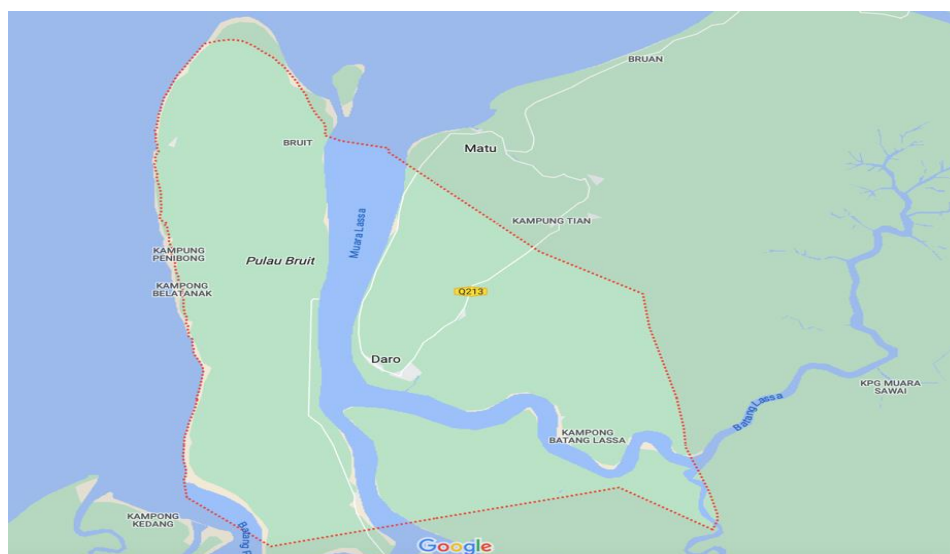 BRUAN
BRUIT
Matu
Muara Lassa
KAMPUNG TIAN
KAMPUNG
PENIBONG
Pulau Bruit
KAMPONG
BELATANAK
Q213
Daro
KPG MUARA
SAWAI
Batang Lassa
KAMPONG
BATANG LASSA
KAMPONG
KEDANG
Batang
Google